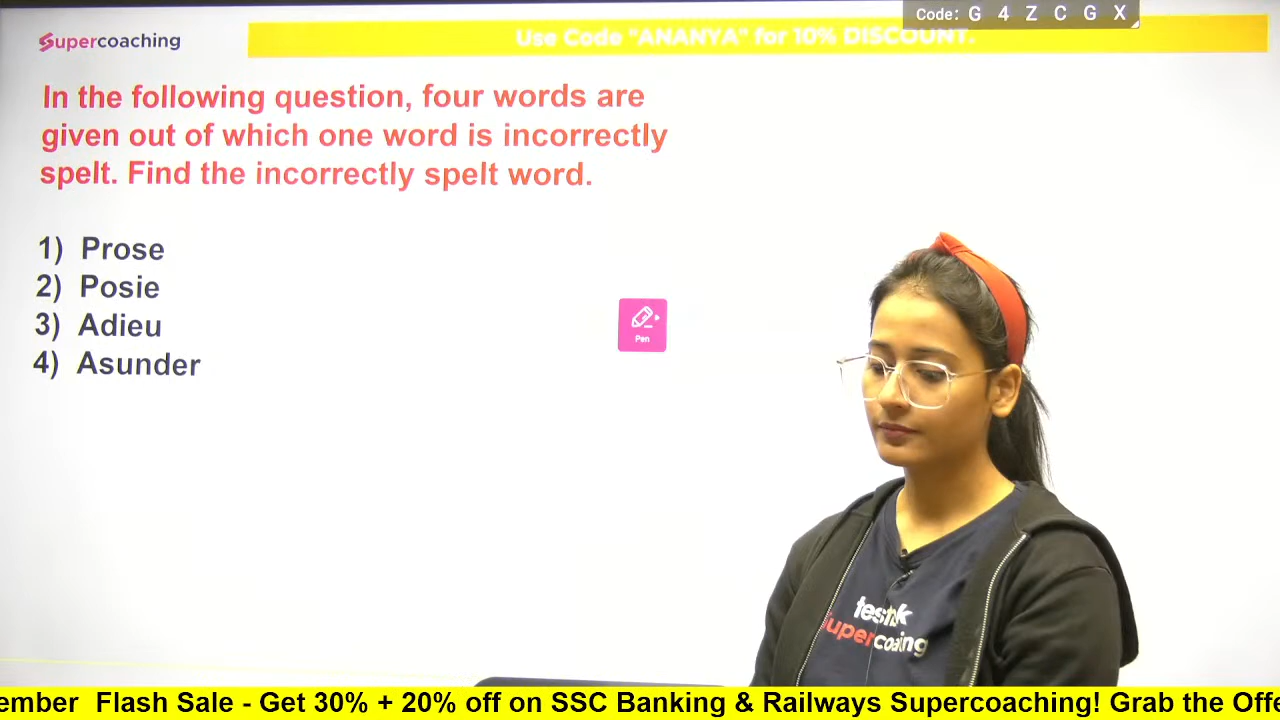 Supercoaching
Use Code "ANANYA" for 10% DISCOUNT.
Code: G 4 Z C G X
In the following question, four words are
given out of which one word is incorrectly
spelt. Find the incorrectly spelt word.
1) Prose
2) Posie
3) Adieu
4) Asunder
Pen
Supercoaching
ember Flash Sale - Get 30% + 20% off on SSC Banking & Railways Supercoaching! Grab the Offe